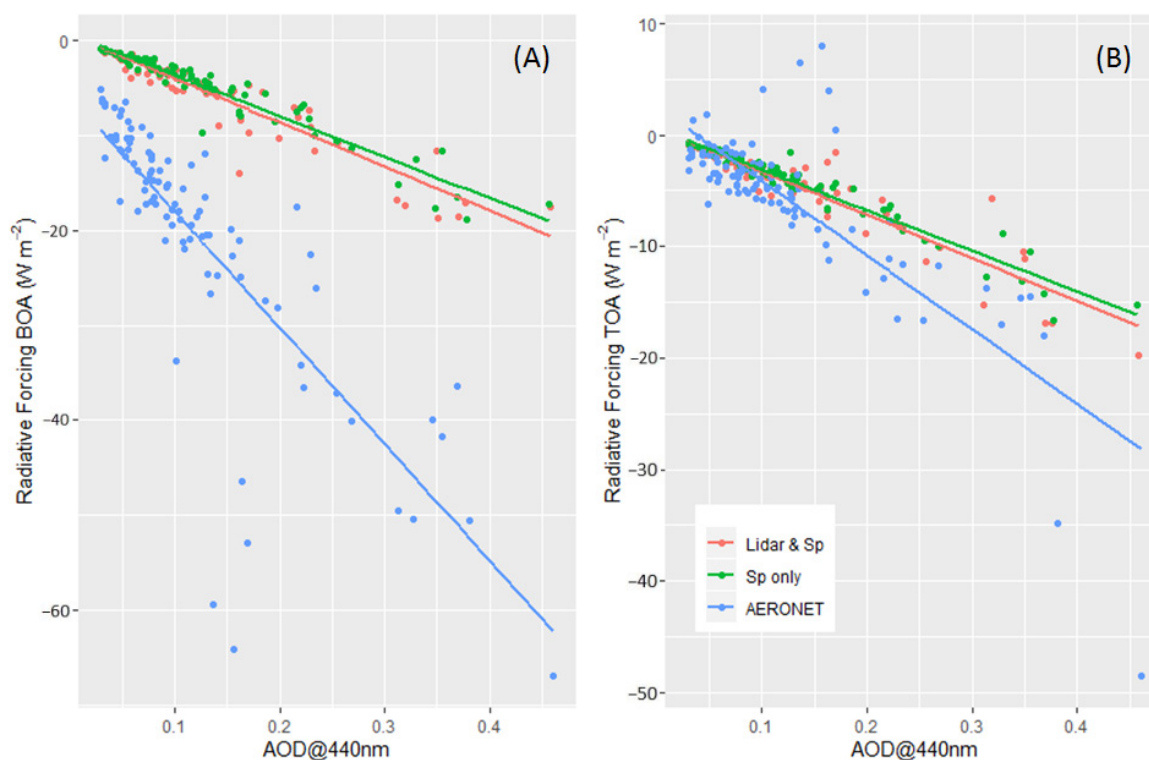 (A)
0
−20
−40
−60
Radiative Forcing BOA (W m−2)
0.1
0.2
0.3
0.4
AOD@440nm
(B)
10
0
−10
−20
−30
−40
−50
Radiative Forcing TOA (W m−2)
Lidar & Sp
Sp only
AERONET
0.1
0.2
0.3
0.4
AOD@440nm